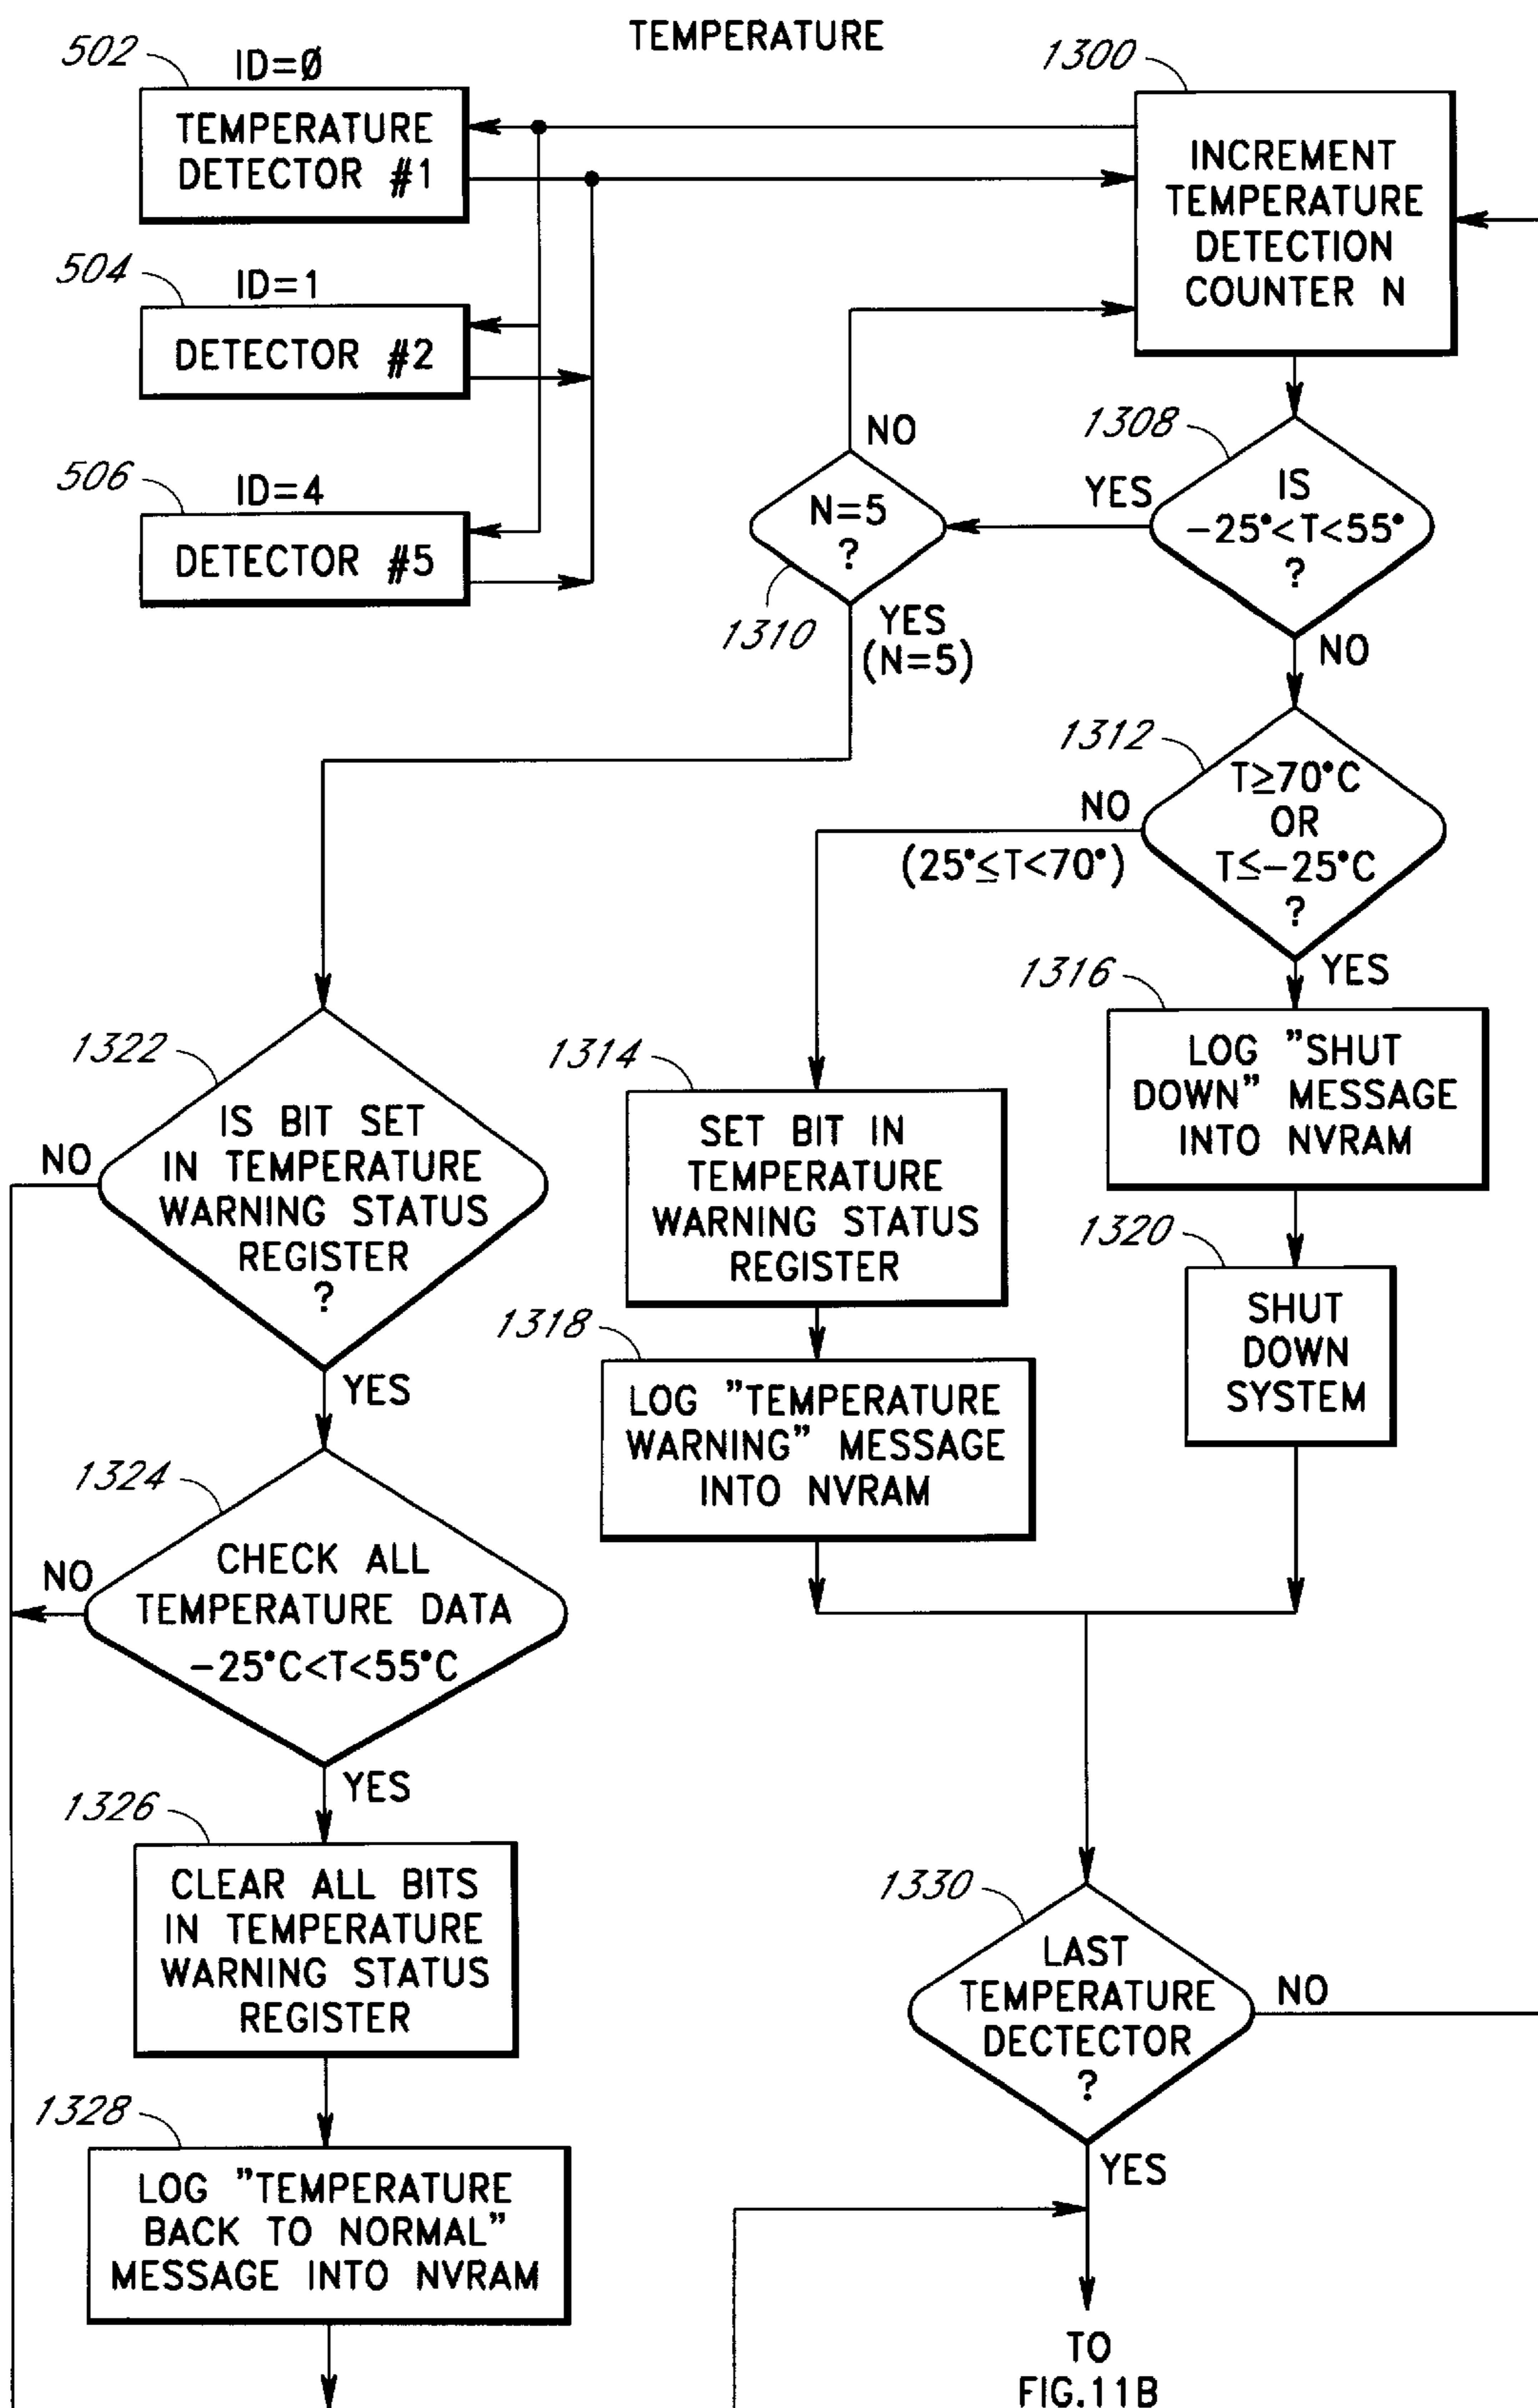 TEMPERATURE
502
ID=Ø
TEMPERATURE
DETECTOR #1
504
ID=1
DETECTOR #2
506
ID=4
DETECTOR #5
1300
INCREMENT
TEMPERATURE
DETECTION
COUNTER N
1308
IS
-25°<T<55°
?
YES
NO
NO
N=5
?
1310
YES
(N=5)
1312
T≥70°C
OR
T≤-25°C
?
NO
(25°≤T<70°)
YES
1316
LOG "SHUT
DOWN" MESSAGE
INTO NVRAM
1320
SHUT
DOWN
SYSTEM
1314
SET BIT IN
TEMPERATURE
WARNING STATUS
REGISTER
1318
LOG "TEMPERATURE
WARNING" MESSAGE
INTO NVRAM
1322
IS BIT SET
IN TEMPERATURE
WARNING STATUS
REGISTER
?
NO
YES
1324
CHECK ALL
TEMPERATURE DATA
-25°C<T<55°C
NO
YES
1326
CLEAR ALL BITS
IN TEMPERATURE
WARNING STATUS
REGISTER
1328
LOG "TEMPERATURE
BACK TO NORMAL"
MESSAGE INTO NVRAM
1330
LAST
TEMPERATURE
DECTECTOR
?
NO
YES
TO
FIG.11B